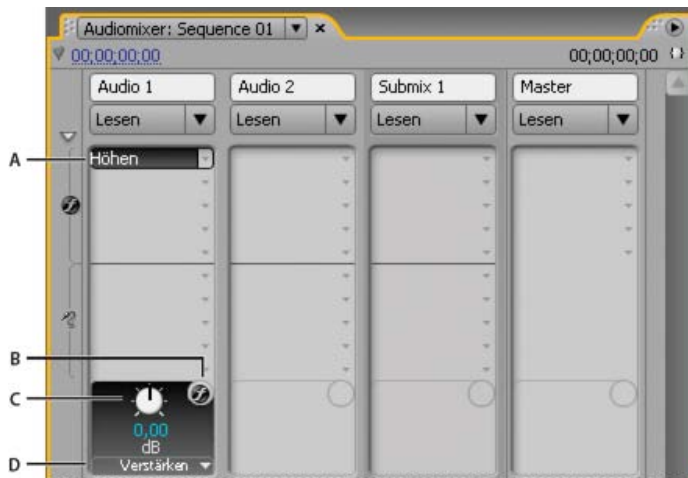 Audiomixer: Sequence 01
00;00;00;00 00;00;00;00
Audio 1 Audio 2 Submix 1 Master
Lesen Lesen Lesen Lesen
A Höhen
B
C
0,00
dB
D Verstärken